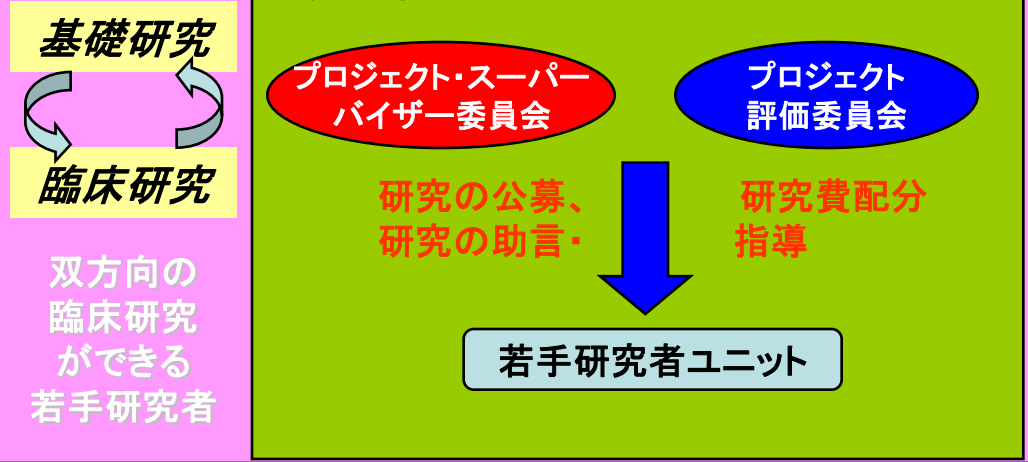 基礎研究
臨床研究
双方向の
臨床研究
ができる
若手研究者
プロジェクト・スーパー
バイザー委員会
プロジェクト
評価委員会
研究の公募、 研究費配分
研究の助言・ 指導
若手研究者ユニット